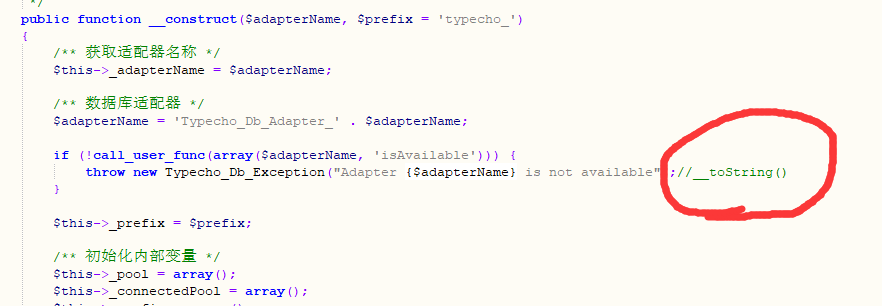 */
public function __construct($adapterName, $prefix = 'typecho_')
{
/** 获取适配器名称 */
$this->_adapterName = $adapterName;
/** 数据库适配器 */
$adapterName = 'Typecho_Db_Adapter_' . $adapterName;
if (!call_user_func(array($adapterName, 'isAvailable'))) {
throw new Typecho_Db_Exception("Adapter {$adapterName} is not available" ;//__toString()
}
$this->_prefix = $prefix;
/** 初始化内部变量 */
$this->_pool = array();
$this->_connectedPool = array();